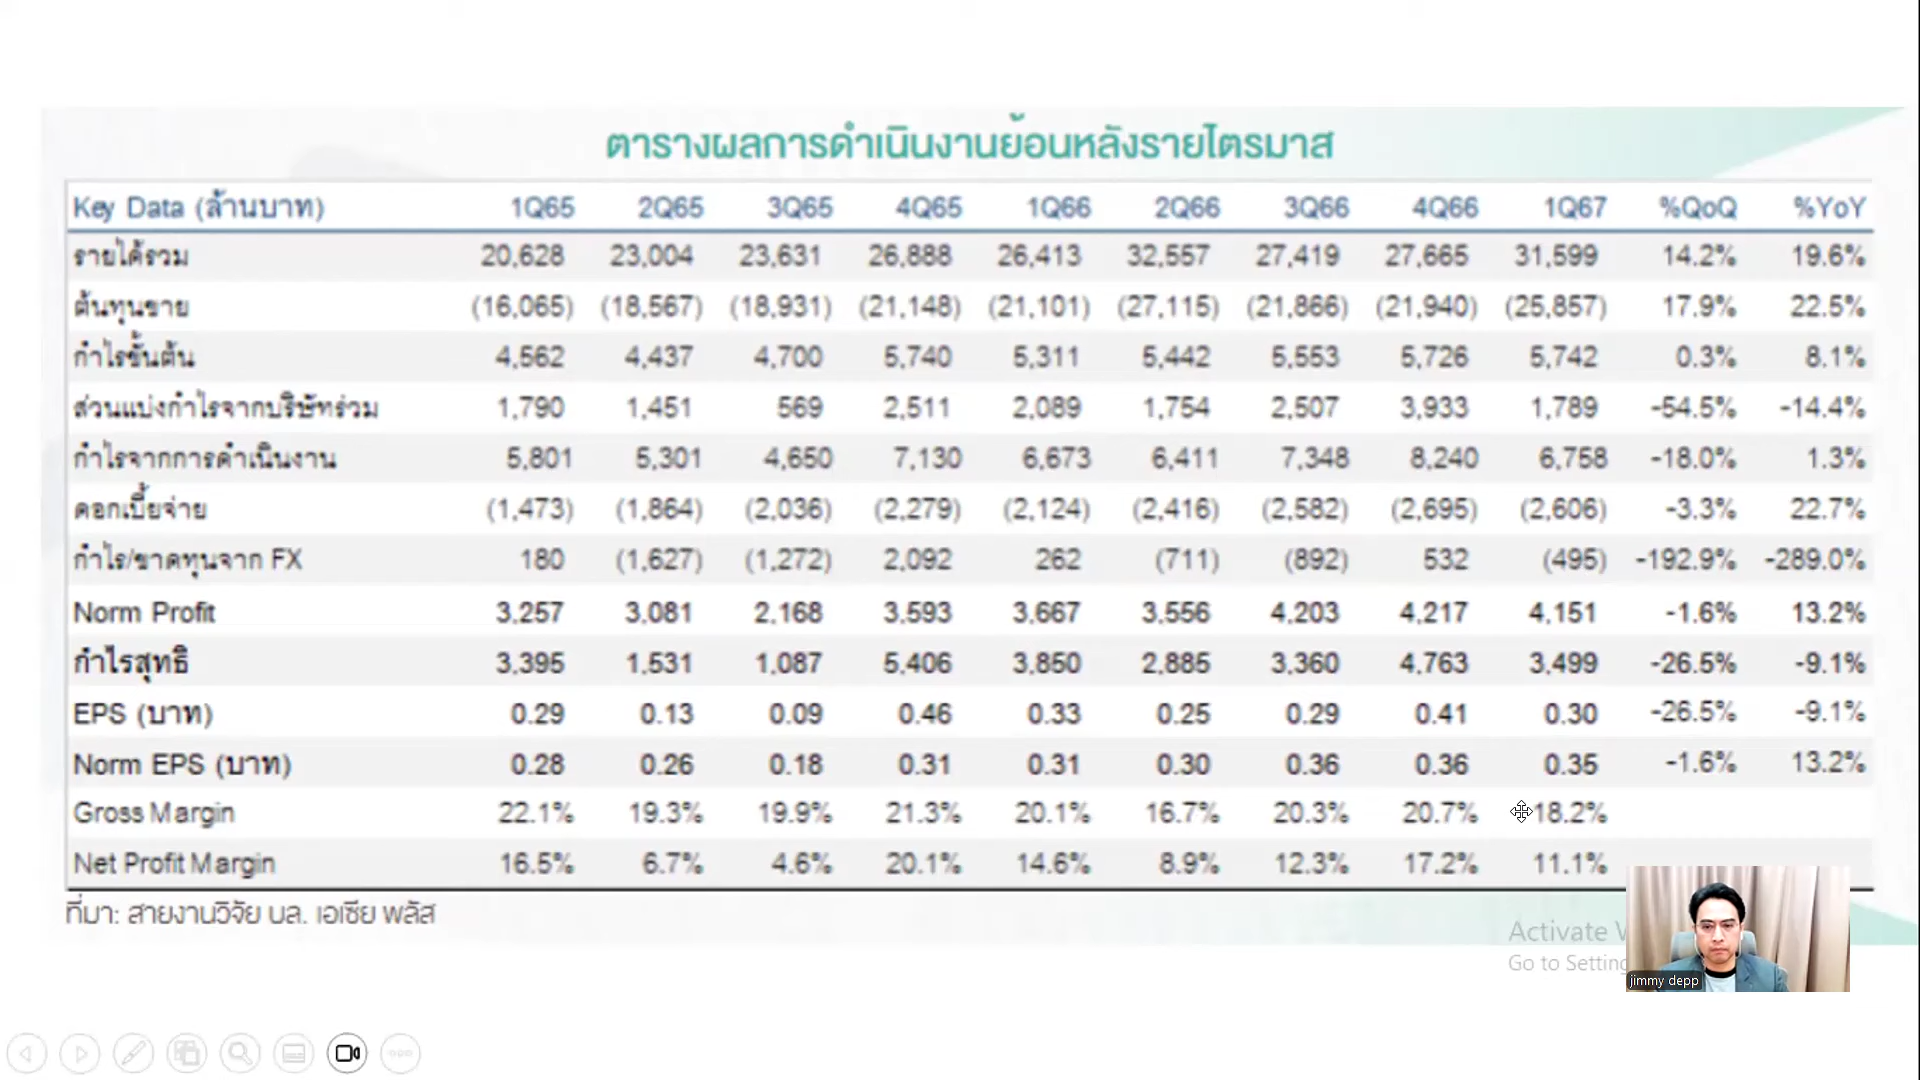 ตารางผลการดำเนินงานย้อนหลังรายไตรมาส
Key Data (ล้านบาท) 1Q65 2Q65 3Q65 4Q65 1Q66 2Q66 3Q66 4Q66 1Q67 %QoQ %YoY
รายได้รวม 20,628 23,004 23,631 26,888 26,413 32,557 27,419 27,665 31,599 14.2% 19.6%
ต้นทุนขาย (16,065) (18,567) (18,931) (21,148) (21,101) (27,115) (21,866) (21,940) (25,857) 17.9% 22.5%
กำไรขั้นต้น 4,562 4,437 4,700 5,740 5,311 5,442 5,553 5,726 5,742 0.3% 8.1%
ส่วนแบ่งกำไรจากบริษัทร่วม 1,790 1,451 569 2,511 2,089 1,754 2,507 3,933 1,789 -54.5% -14.4%
กำไรจากการดำเนินงาน 5,801 5,301 4,650 7,130 6,673 6,411 7,348 8,240 6,758 -18.0% 1.3%
ดอกเบี้ยจ่าย (1,473) (1,864) (2,036) (2,279) (2,124) (2,416) (2,582) (2,695) (2,606) -3.3% 22.7%
กำไร/ขาดทุนจาก FX 180 (1,627) (1,272) 2,092 262 (711) (892) 532 (495) -192.9% -289.0%
Norm Profit 3,257 3,081 2,168 3,593 3,667 3,556 4,203 4,217 4,151 -1.6% 13.2%
กำไรสุทธิ 3,395 1,531 1,087 5,406 3,850 2,885 3,360 4,763 3,499 -26.5% -9.1%
EPS (บาท) 0.29 0.13 0.09 0.46 0.33 0.25 0.29 0.41 0.30 -26.5% -9.1%
Norm EPS (บาท) 0.28 0.26 0.18 0.31 0.31 0.30 0.36 0.36 0.35 -1.6% 13.2%
Gross Margin 22.1% 19.3% 19.9% 21.3% 20.1% 16.7% 20.3% 20.7% 18.2%
Net Profit Margin 16.5% 6.7% 4.6% 20.1% 14.6% 8.9% 12.3% 17.2% 11.1%
ที่มา: สายงานวิจัย บล. เอเซีย พลัส
Activate
Go to Setting
jimmy depp